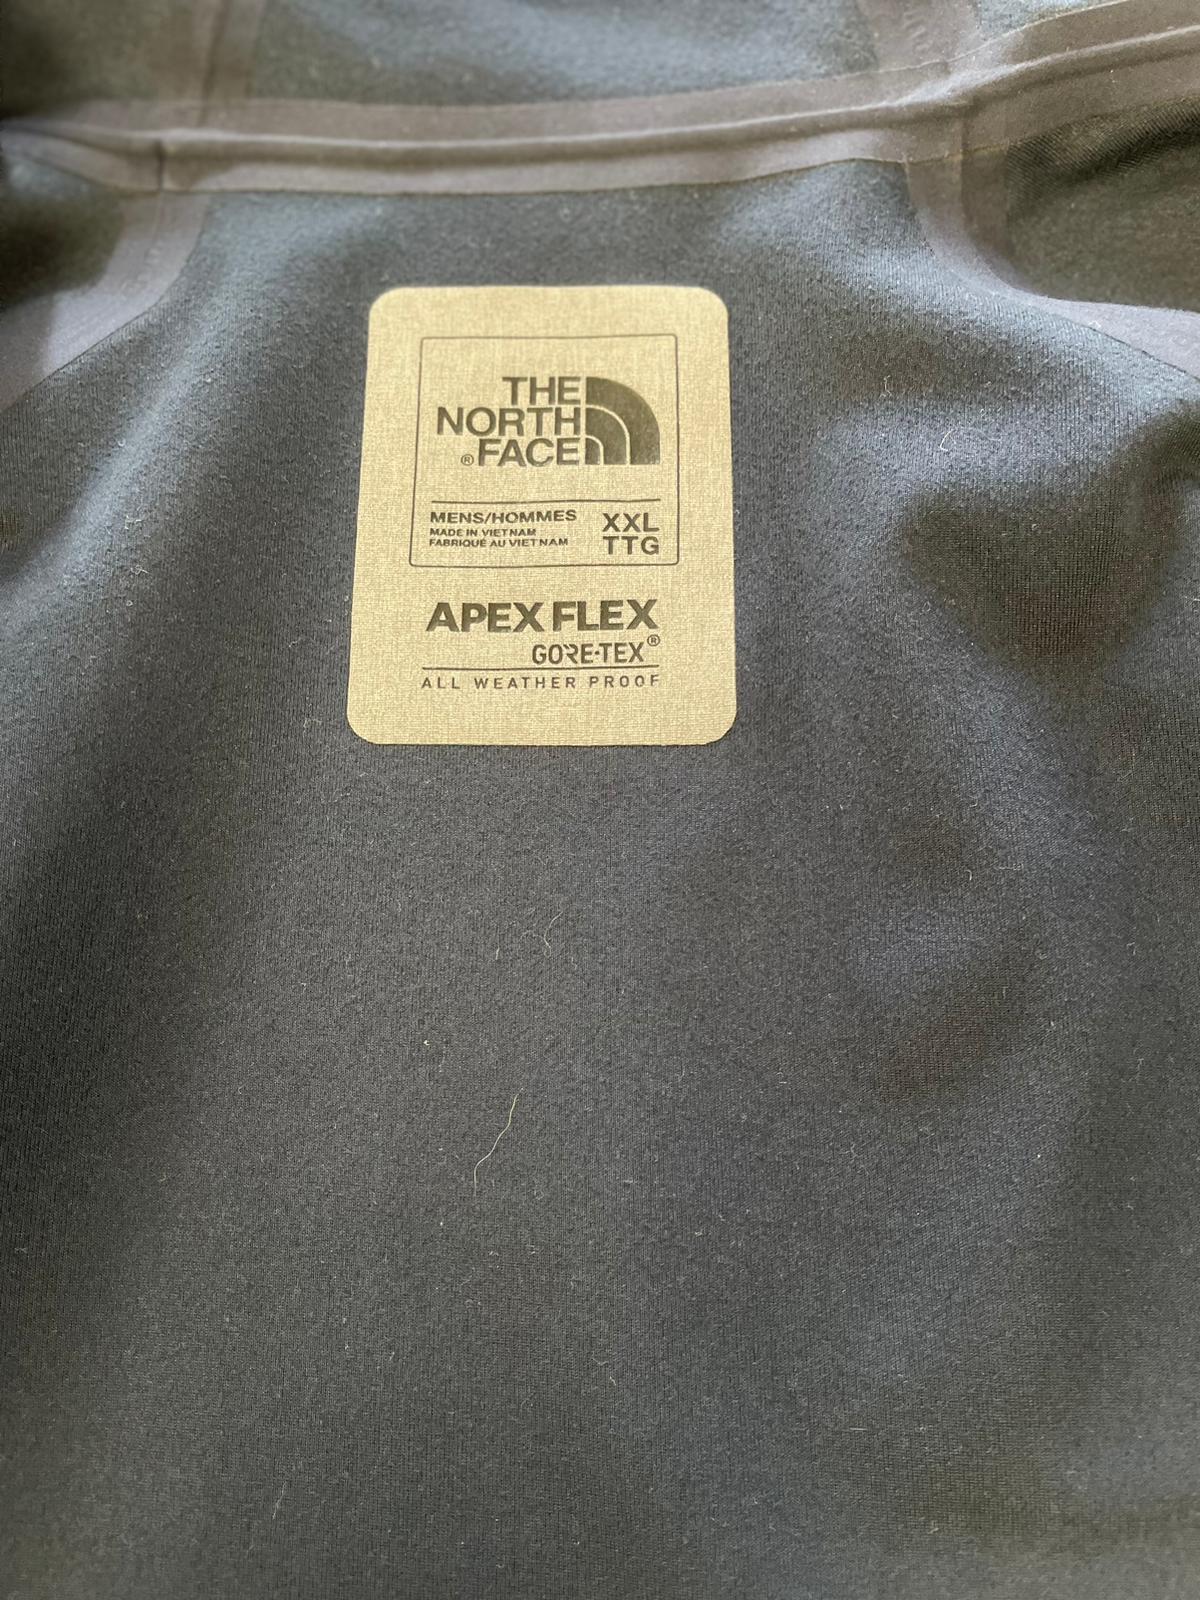 THE
NORTH
®FACE
MENS/HOMMES
MADE IN VIETNAM
FABRIQUÉ AU VIETNAM
XXL
TTG
APEX FLEX
GORE-TEX®
ALL WEATHER PROOF